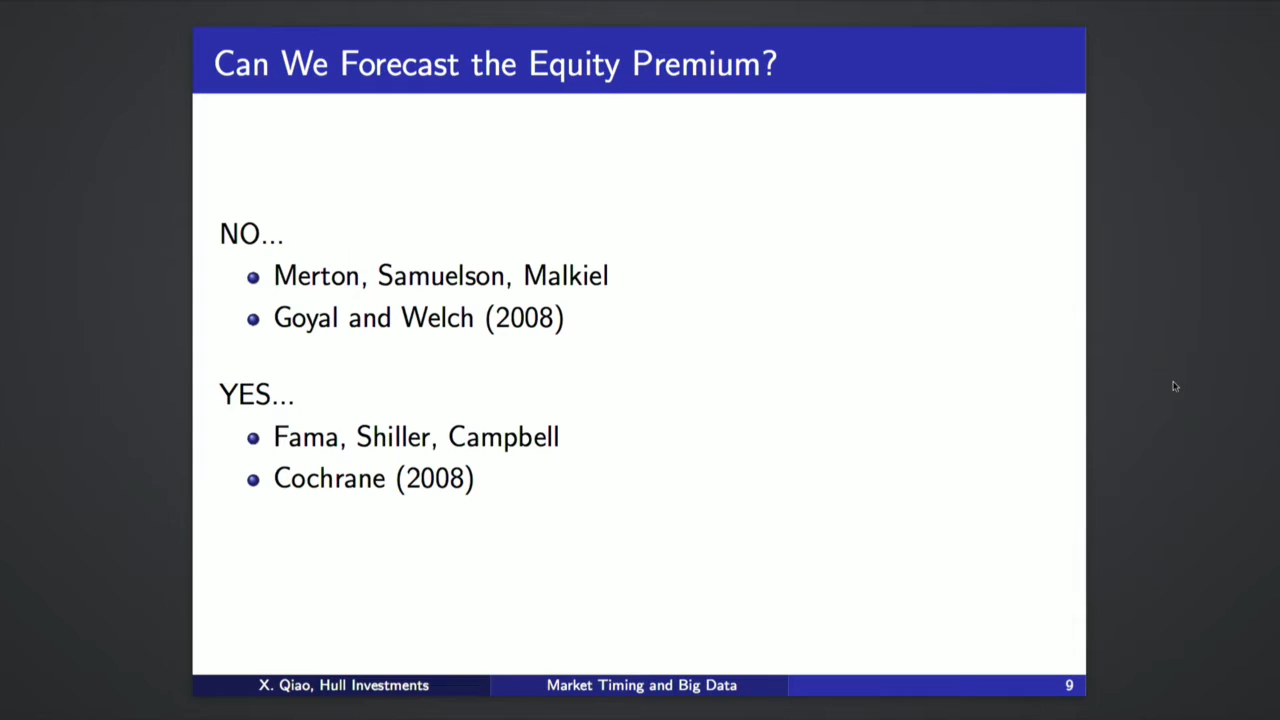 Can We Forecast the Equity Premium?
NO...
Merton, Samuelson, Malkiel
Goyal and Welch (2008)
YES...
Fama, Shiller, Campbell
Cochrane (2008)
X. Qiao, Hull Investments
Market Timing and Big Data
9